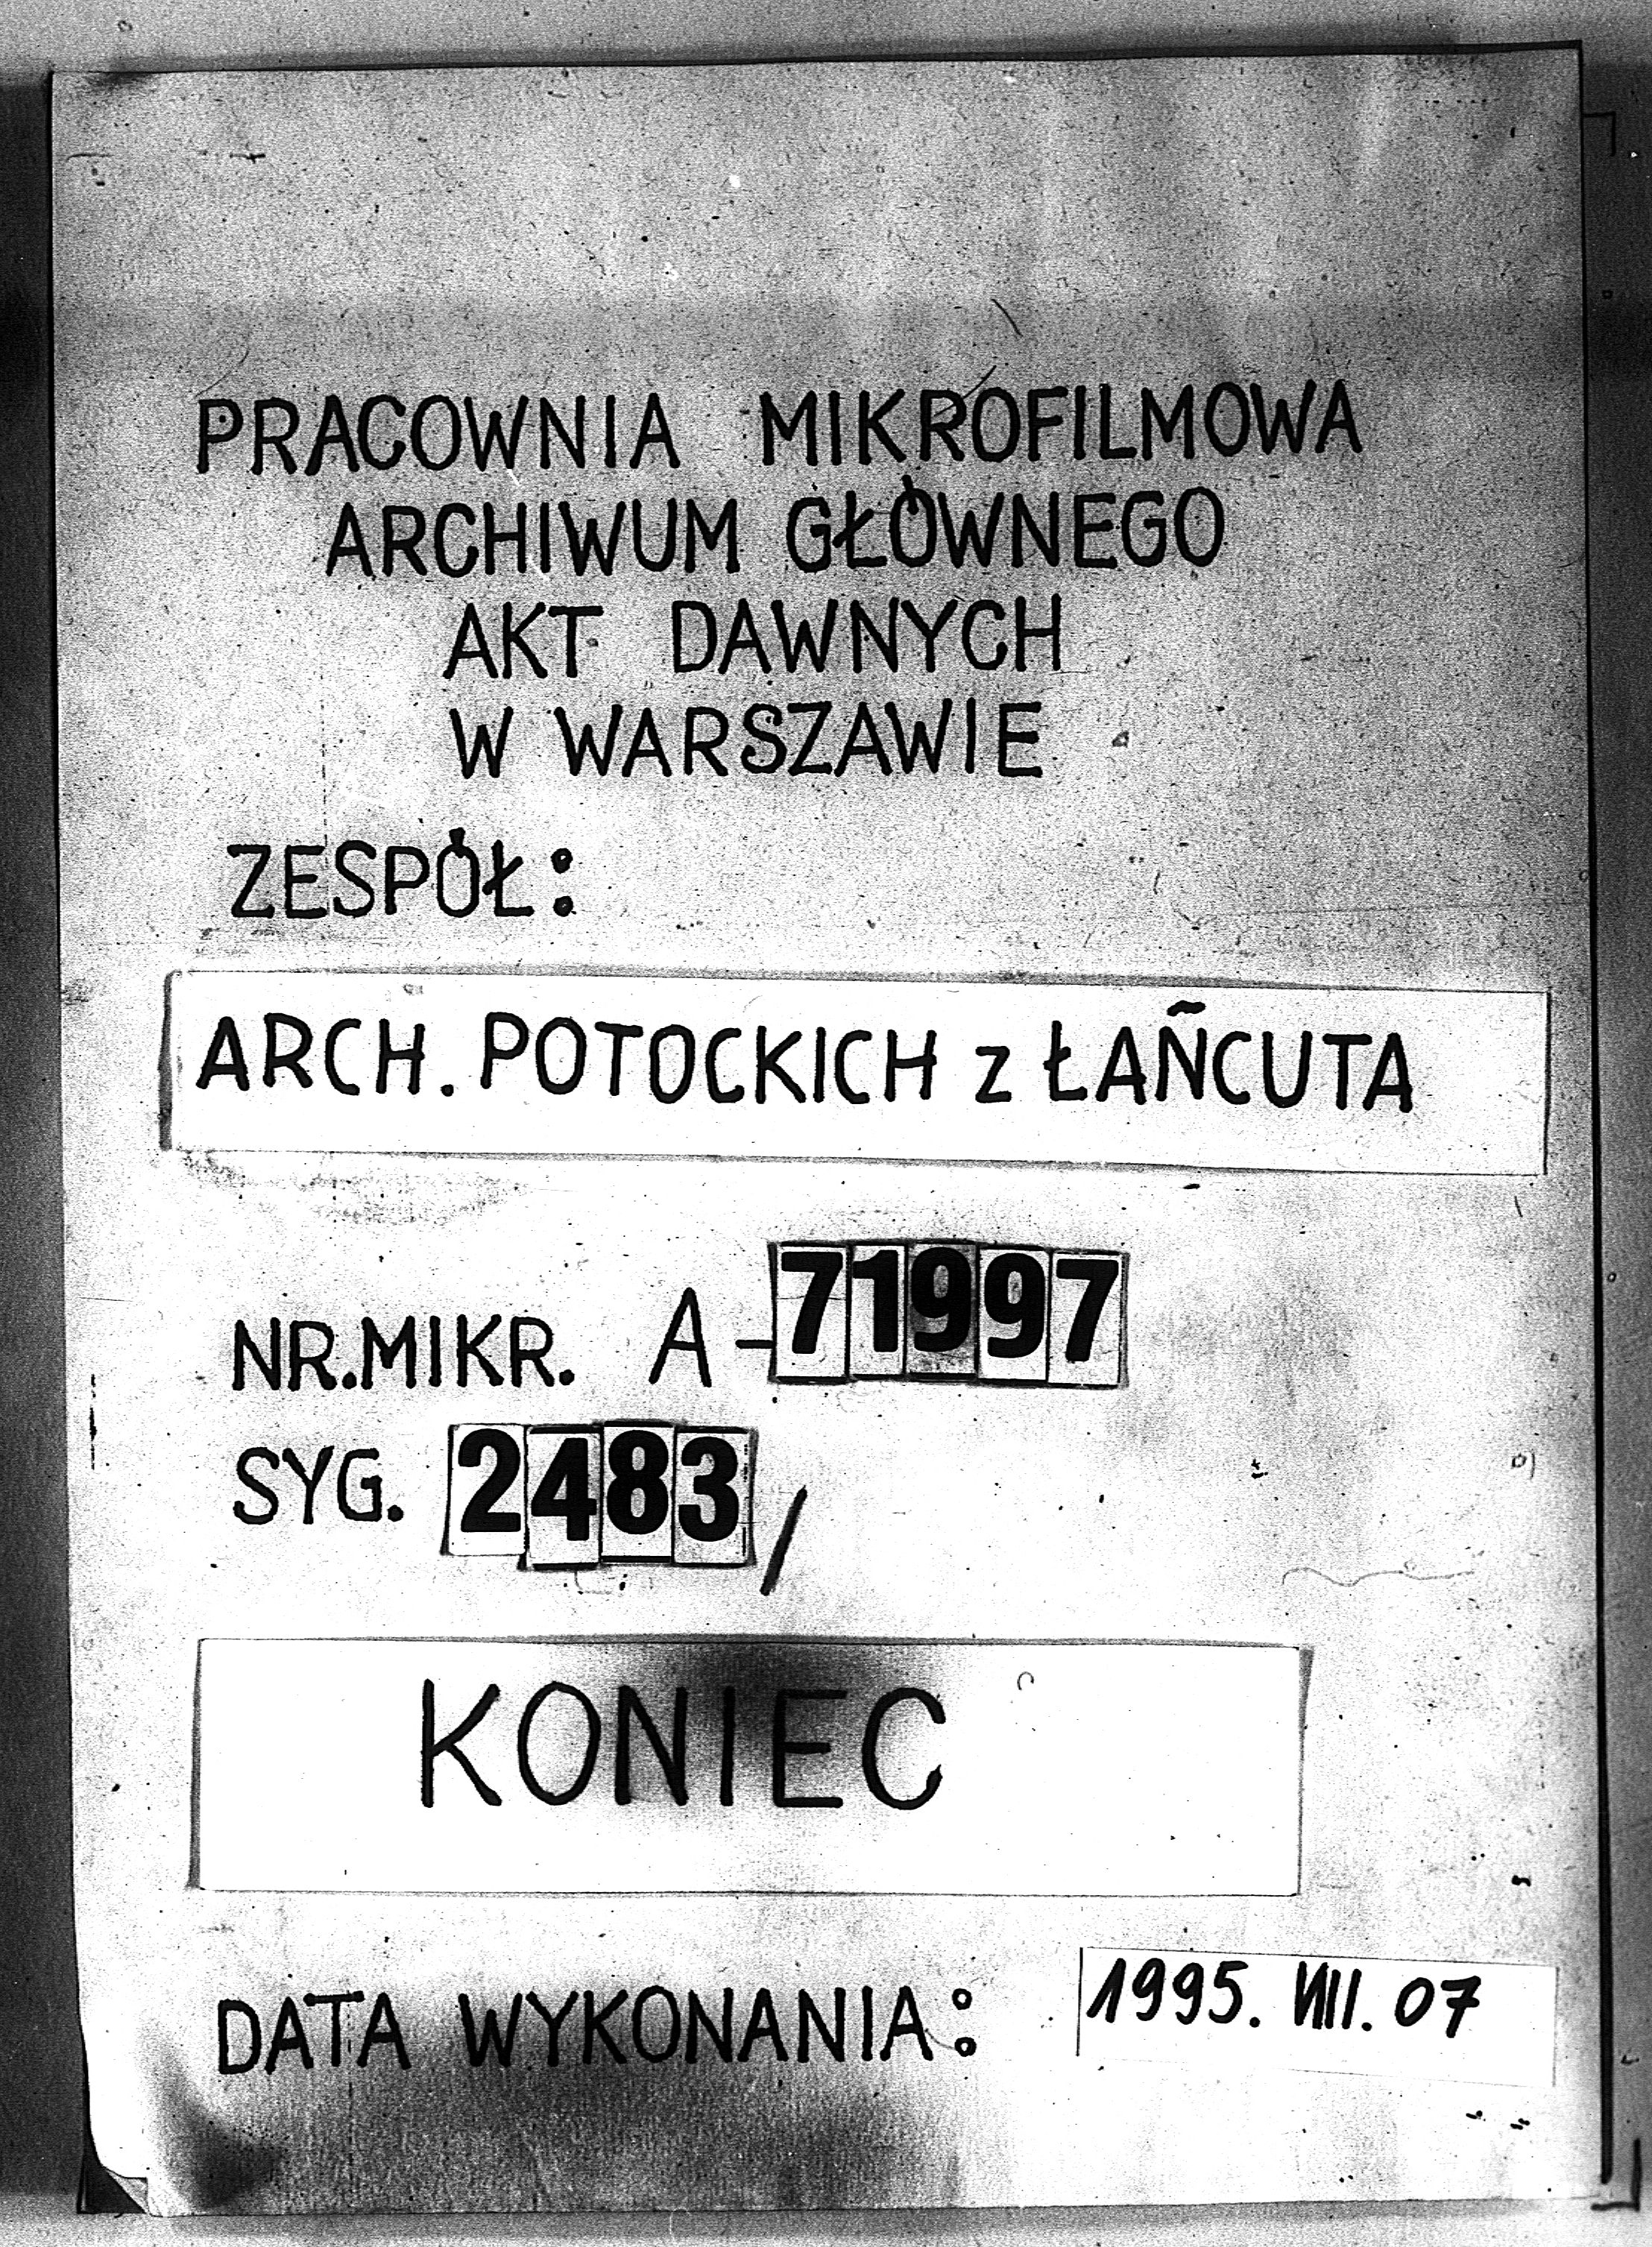 PRACOWNIA MIKROFILMOWA
ARCHIWUM GŁÓWNEGO
AKT DAWNYCH
W WARSZAWIE
ZESPÓŁ:
ARCH. POTOCKICH z ŁAŃCUTA
NR. MIKR. A-71997
SYG. 2483/
KONIEC
DATA WYKONANIA: 1995. VIII. 07